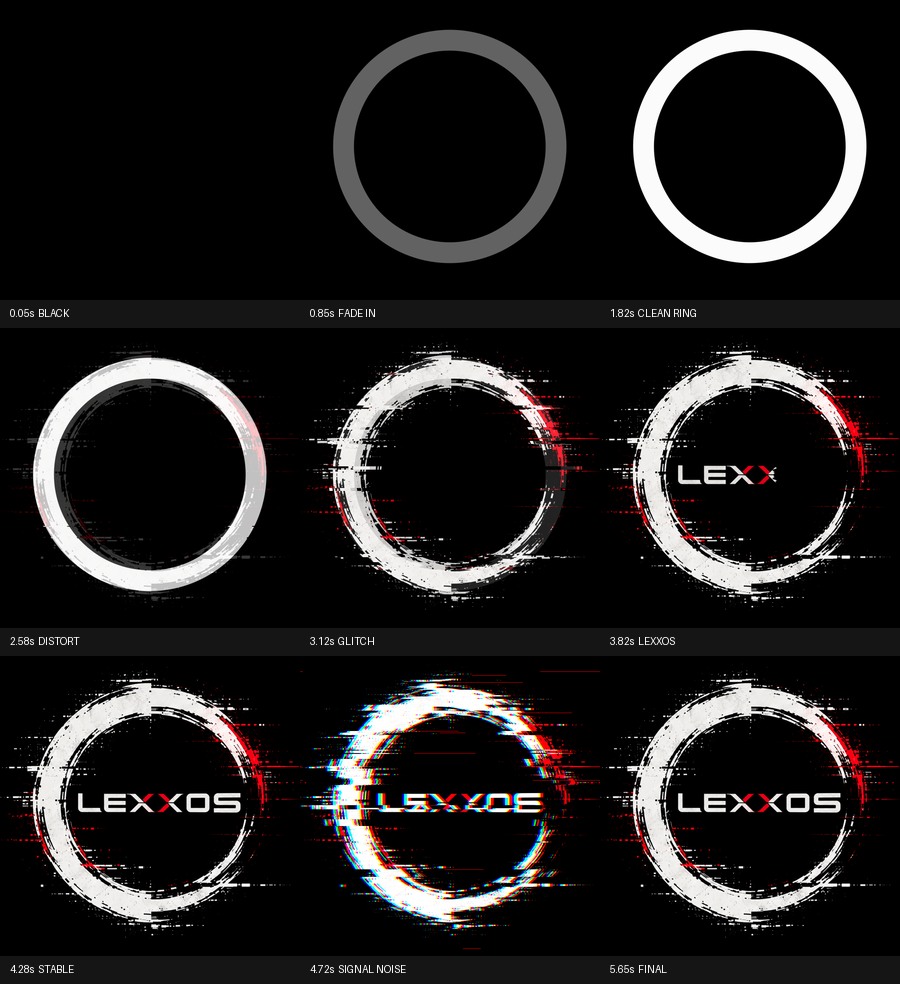 0.05s BLACK
0.85s FADE IN
1.82s CLEAN RING
LEXX
2.58s DISTORT
3.12s GLITCH
3.82s LEXXOS
LEXXOS
LEXXOS
LEXXOS
4.28s STABLE
4.72s SIGNAL NOISE
5.65s FINAL